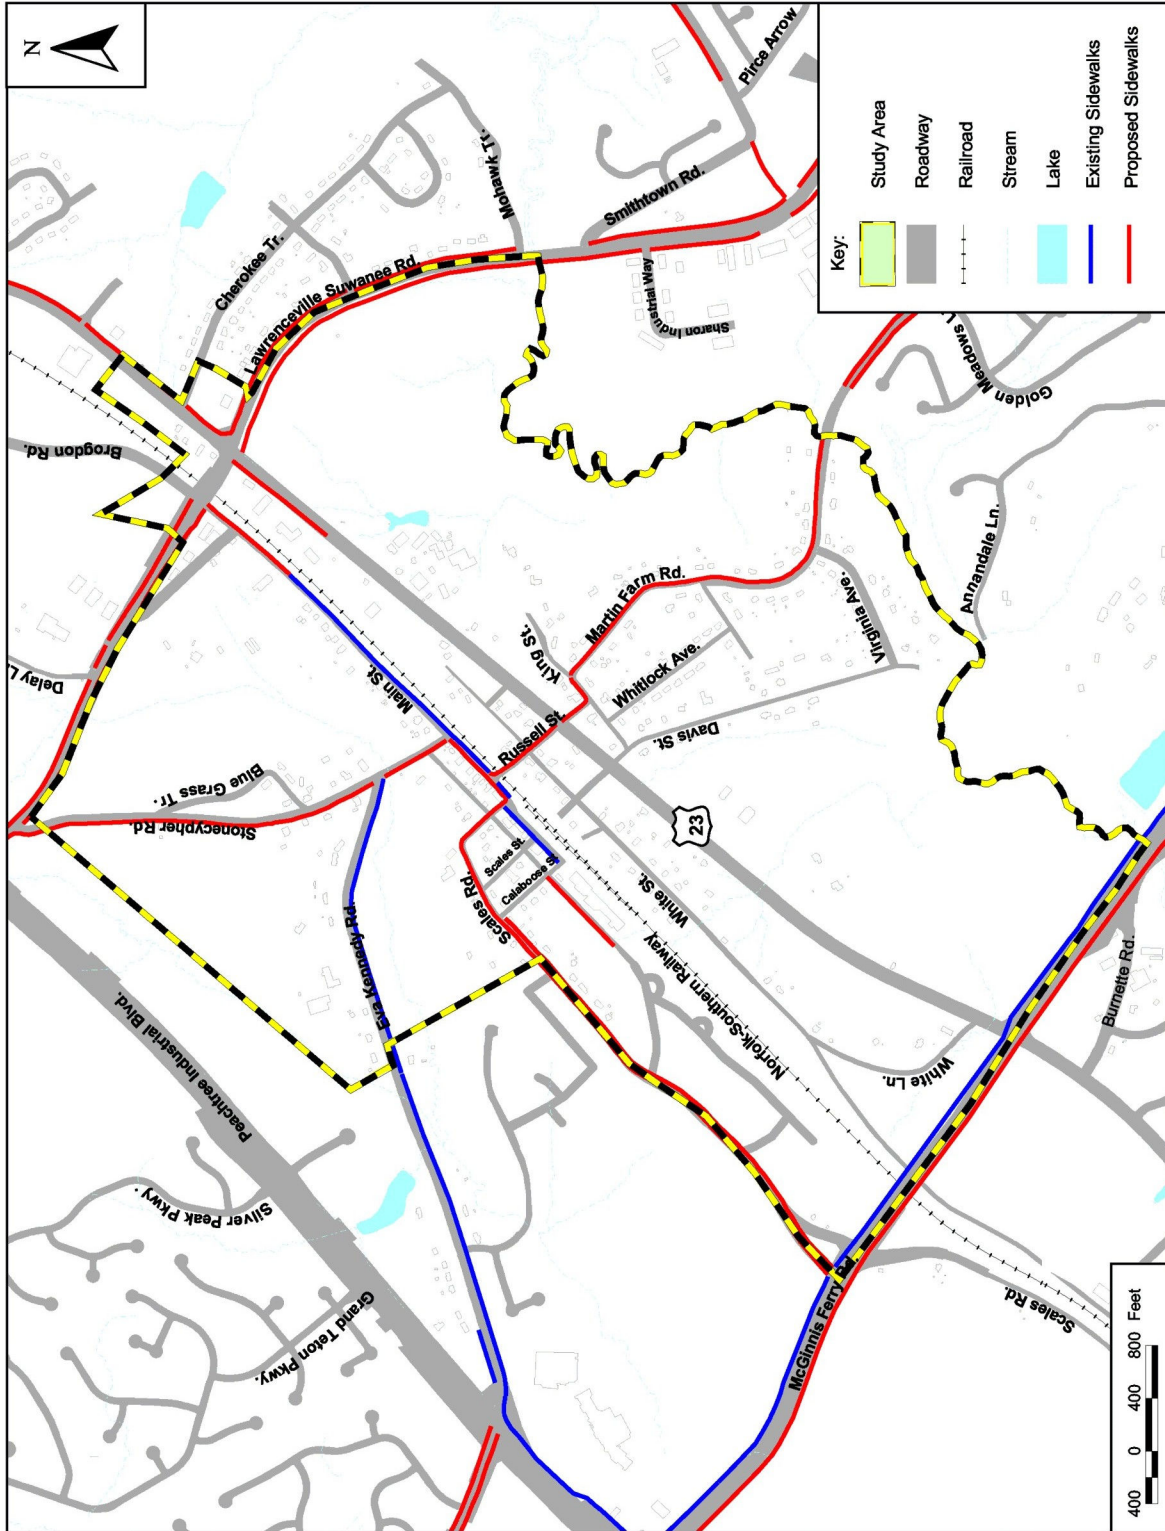 N
Pirce Arrow
Mohawk Tr.
Smithtown Rd.
Cherokee Tr.
Lawrenceville Suwanee Rd.
Sharon Industrial Way
Brogdon Rd.
Golden Meadows L
Delay L
Main St.
King St.
Martin Farm Rd.
Annandale Ln.
Virginia Ave.
Whitlock Ave.
Russell St.
Davis St.
Blue Grass Tr.
Stonecypher Rd.
23
Scales St.
Calaboose S
Scales Rd.
White St.
Eva Kennedy Rd.
Norfolk-Southern Railway
Peachtree Industrial Blvd.
Burnette Rd.
White Ln.
Silver Peak Pkwy.
Grand Teton Pkwy.
McGinnis Ferry Rd.
Scales Rd.
Key:
Study Area
Roadway
Railroad
Stream
Lake
Existing Sidewalks
Proposed Sidewalks
400 0 400 800 Feet